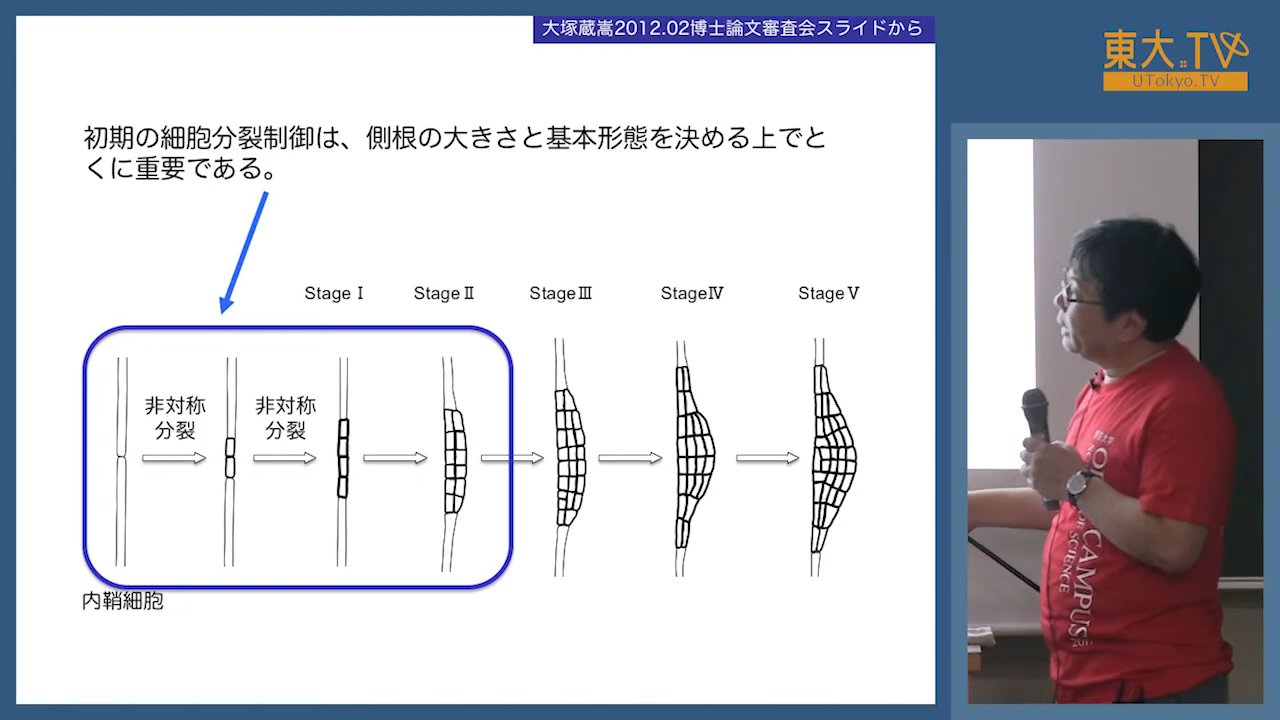 大塚蔵嵩2012.02博士論文審査会スライドから
東大.TV
UTokyo.TV
初期の細胞分裂制御は、側根の大きさと基本形態を決める上でと
くに重要である。
Stage Ⅰ
Stage Ⅱ
StageⅢ
StageⅣ
Stage Ⅴ
非対称
分裂
非対称
分裂
内鞘細胞
OF SCIENCE
CAMPUS